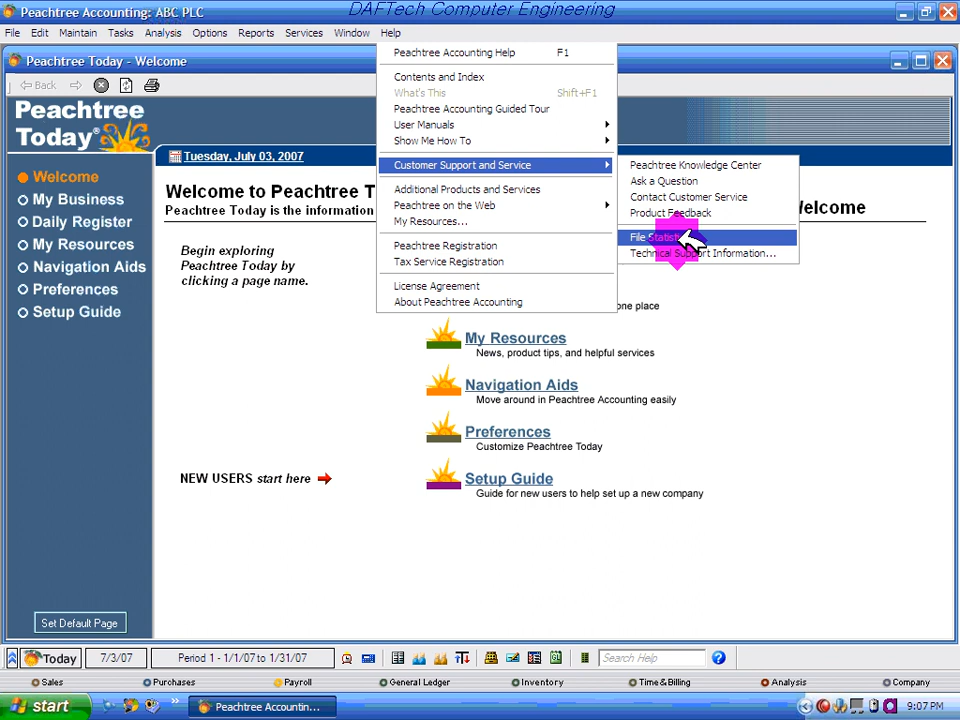 Peachtree Accounting: ABC PLC
DAFTech Computer Engineering
File Edit Maintain Tasks Analysis Options Reports Services Window Help
Peachtree Today - Welcome
Back
Peachtree Accounting Help F1
Contents and Index
What's This Shift+F1
Peachtree Accounting Guided Tour
User Manuals
Show Me How To
Customer Support and Service
Additional Products and Services
Peachtree on the Web
My Resources...
Peachtree Registration
Tax Service Registration
License Agreement
About Peachtree Accounting
Peachtree Knowledge Center
Ask a Question
Contact Customer Service
Product Feedback
File
Technical Support Information...
Peachtree
Today®
Welcome
My Business
Daily Register
My Resources
Navigation Aids
Preferences
Setup Guide
Set Default Page
Tuesday, July 03, 2007
Welcome to Peachtree T
elcome
Peachtree Today is the information
Begin exploring
Peachtree Today by
clicking a page name.
one place
My Resources
News, product tips, and helpful services
Navigation Aids
Move around in Peachtree Accounting easily
Preferences
Customize Peachtree Today
NEW USERS start here
Setup Guide
Guide for new users to help set up a new company
Today 7/3/07 Period 1 - 1/1/07 to 1/31/07 Search Help
Sales Purchases Payroll General Ledger Inventory Time & Billing Analysis Company
start Peachtree Accountin... 9:07 PM